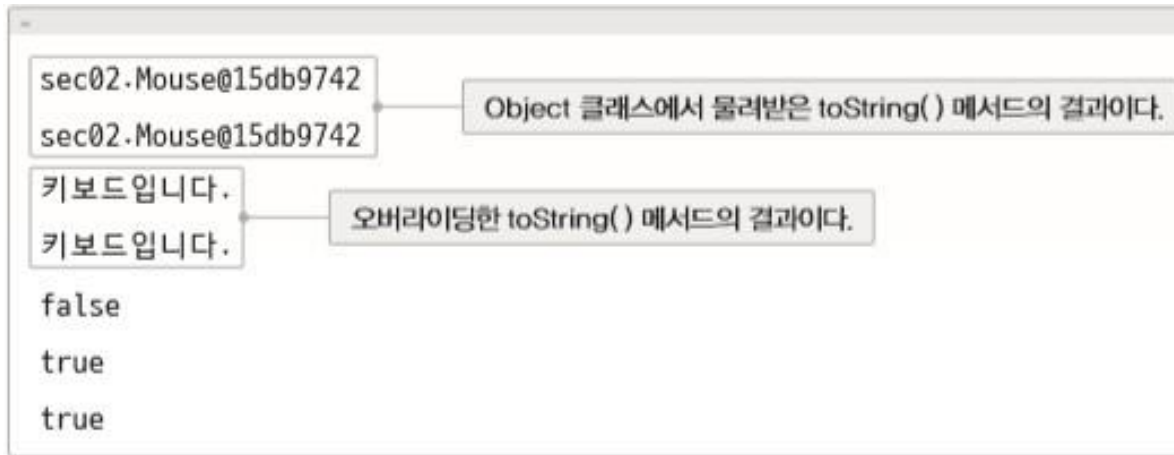 sec02.Mouse@15db9742
sec02.Mouse@15db9742
Object 클래스에서 물려받은 toString( ) 메서드의 결과이다.
키보드입니다.
키보드입니다.
오버라이딩한 toString( ) 메서드의 결과이다.
false
true
true